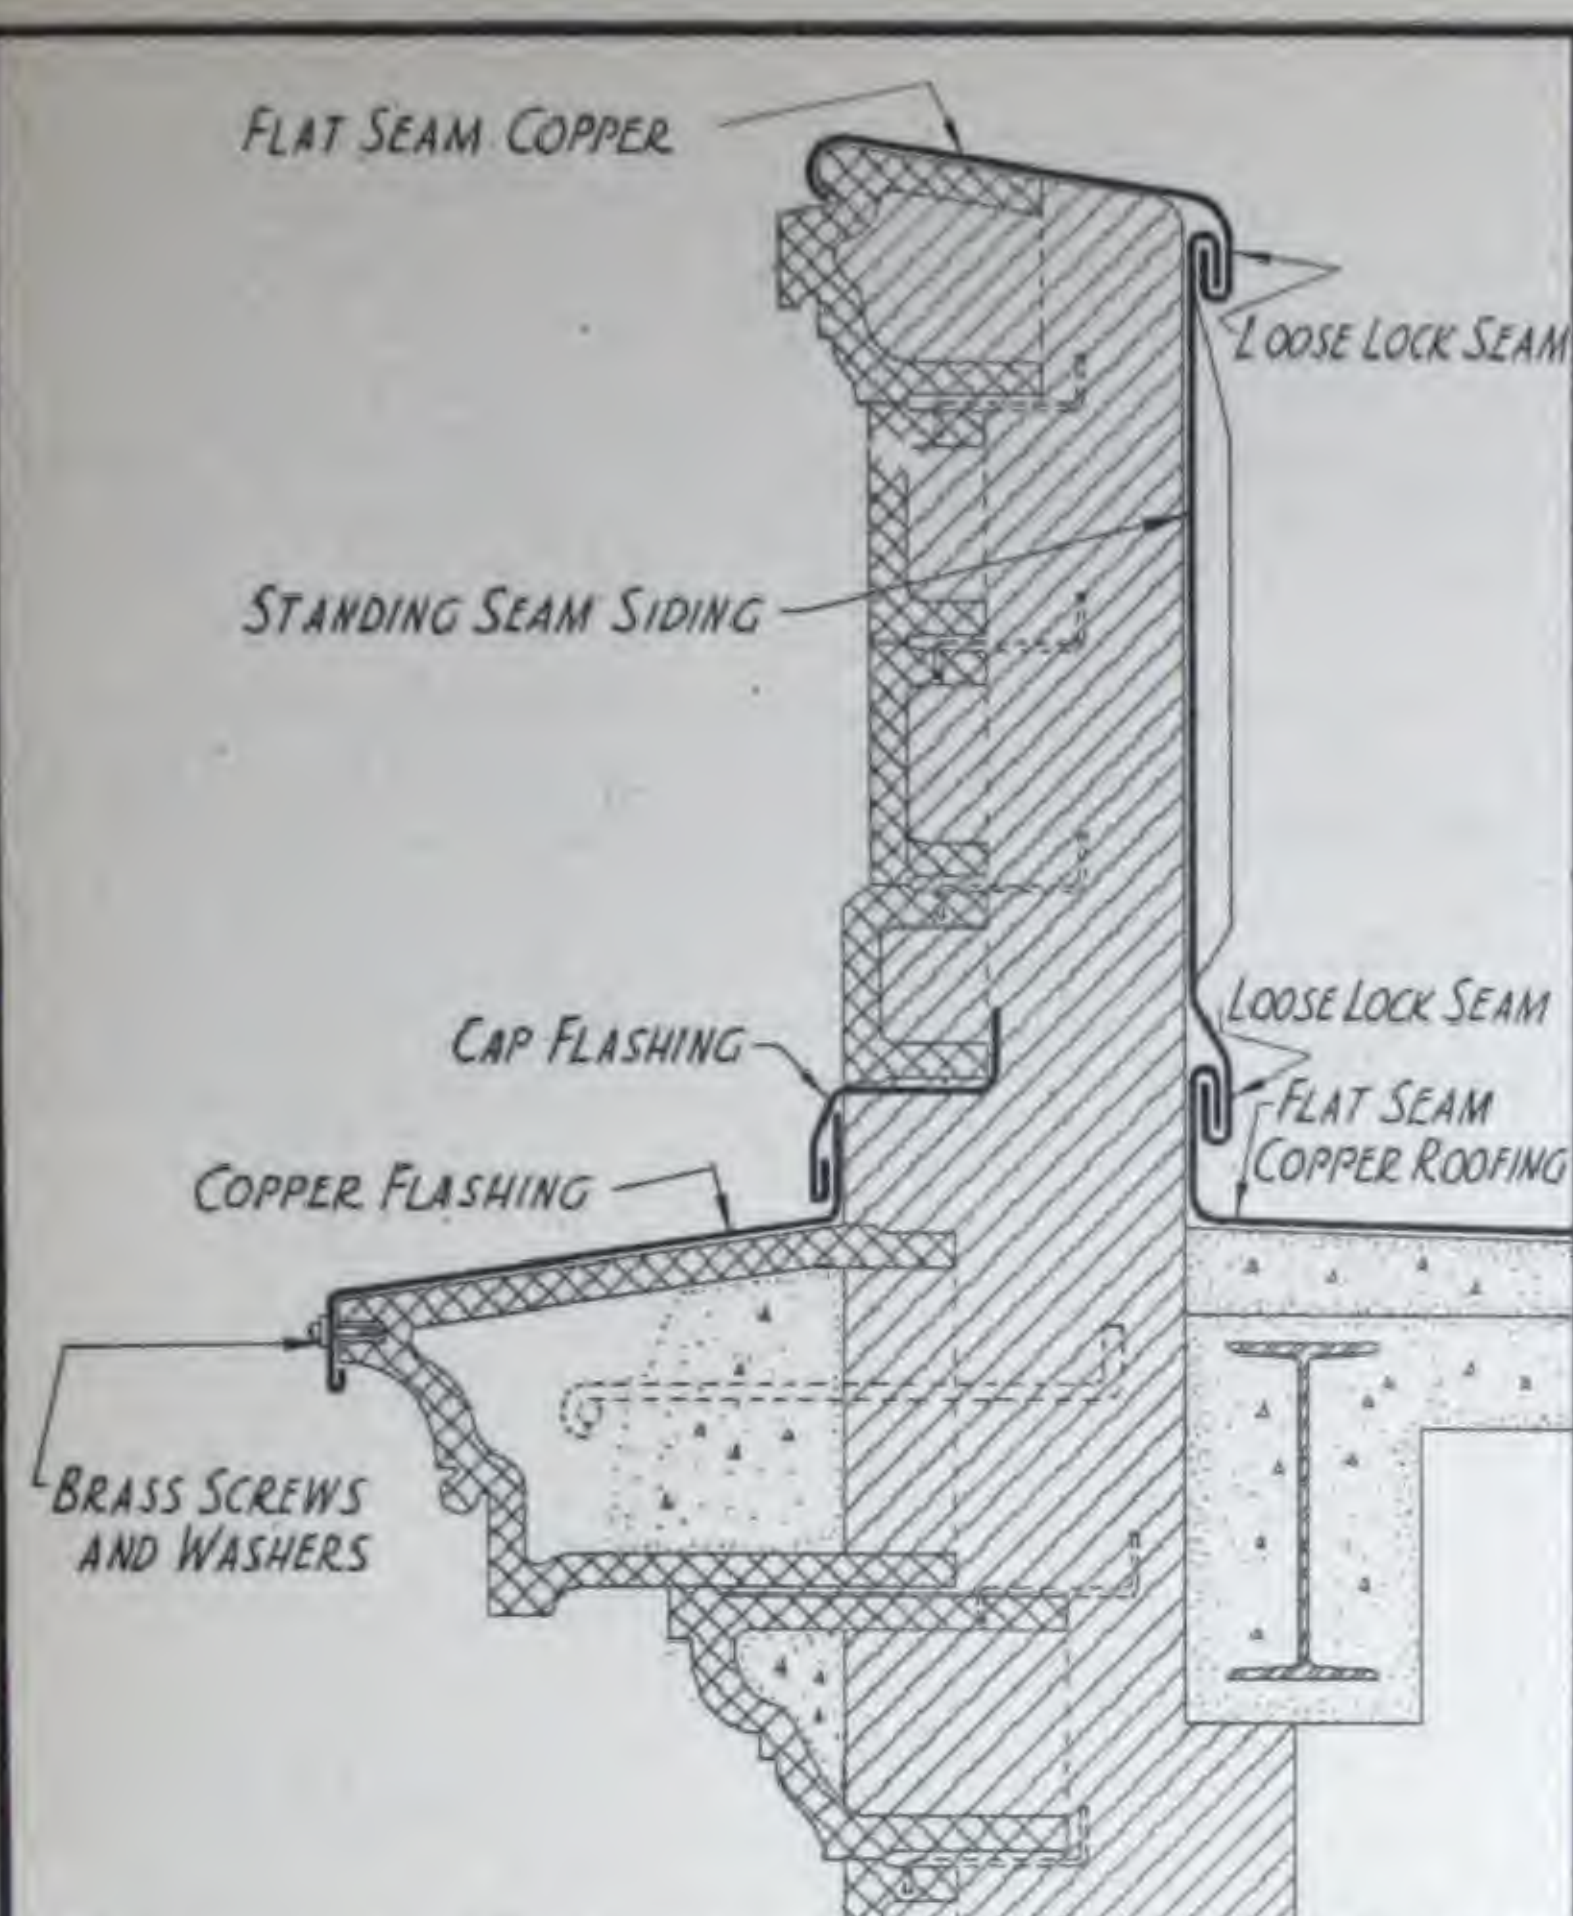 FLAT SEAM COPPER
LOOSE LOCK SEAM
STANDING SEAM SIDING
LOOSE LOCK SEAM
CAP FLASHING
FLAT SEAM
COPPER ROOFING
COPPER FLASHING
BRASS SCREWS
AND WASHERS